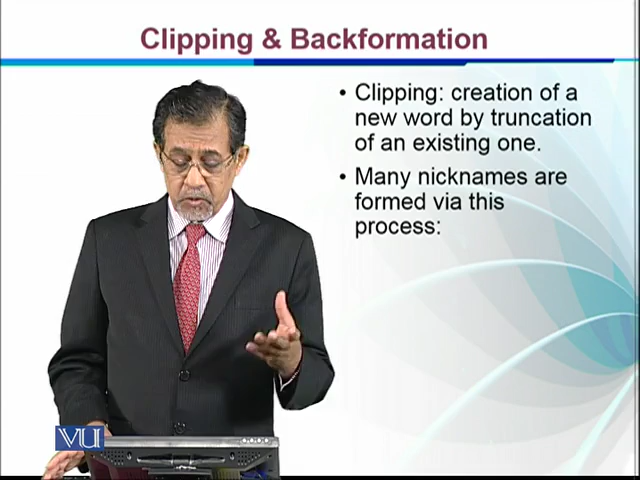 Clipping & Backformation
• Clipping: creation of a
new word by truncation
of an existing one.
• Many nicknames are
formed via this
process:
VU